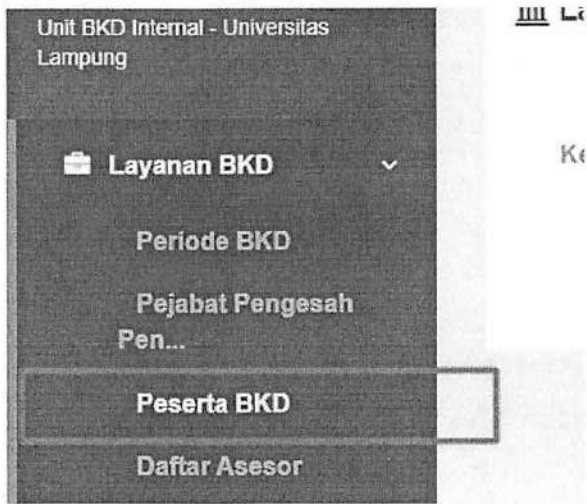 Unit BKD Internal - Universitas
Lampung
Layanan BKD
Periode BKD
Pejabat Pengesah
Pen...
Peserta BKD
Daftar Asesor